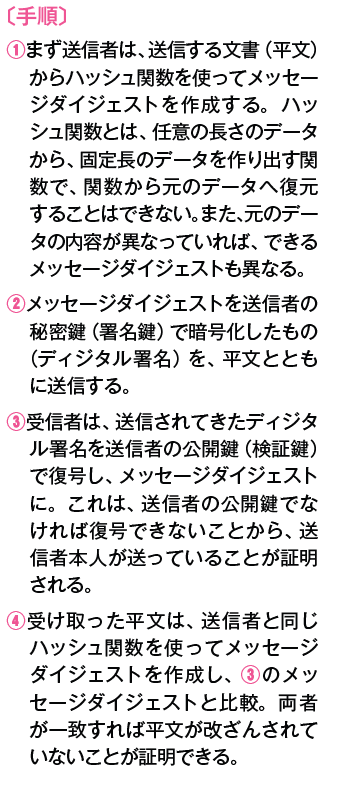 〔手順〕
①まず送信者は、送信する文書（平文）
からハッシュ関数を使ってメッセー
ジダイジェストを作成する。ハッ
シュ関数とは、任意の長さのデータ
から、固定長のデータを作り出す関
数で、関数から元のデータへ復元
することはできない。また、元のデー
タの内容が異なっていれば、できる
メッセージダイジェストも異なる。
②メッセージダイジェストを送信者の
秘密鍵（署名鍵）で暗号化したもの
（ディジタル署名）を、平文ととも
に送信する。
③受信者は、送信されてきたディジタ
ル署名を送信者の公開鍵（検証鍵）
で復号し、メッセージダイジェスト
に。これは、送信者の公開鍵でな
ければ復号できないことから、送
信者本人が送っていることが証明
される。
④受け取った平文は、送信者と同じ
ハッシュ関数を使ってメッセージ
ダイジェストを作成し、③のメッ
セージダイジェストと比較。両者
が一致すれば平文が改ざんされて
いないことが証明できる。